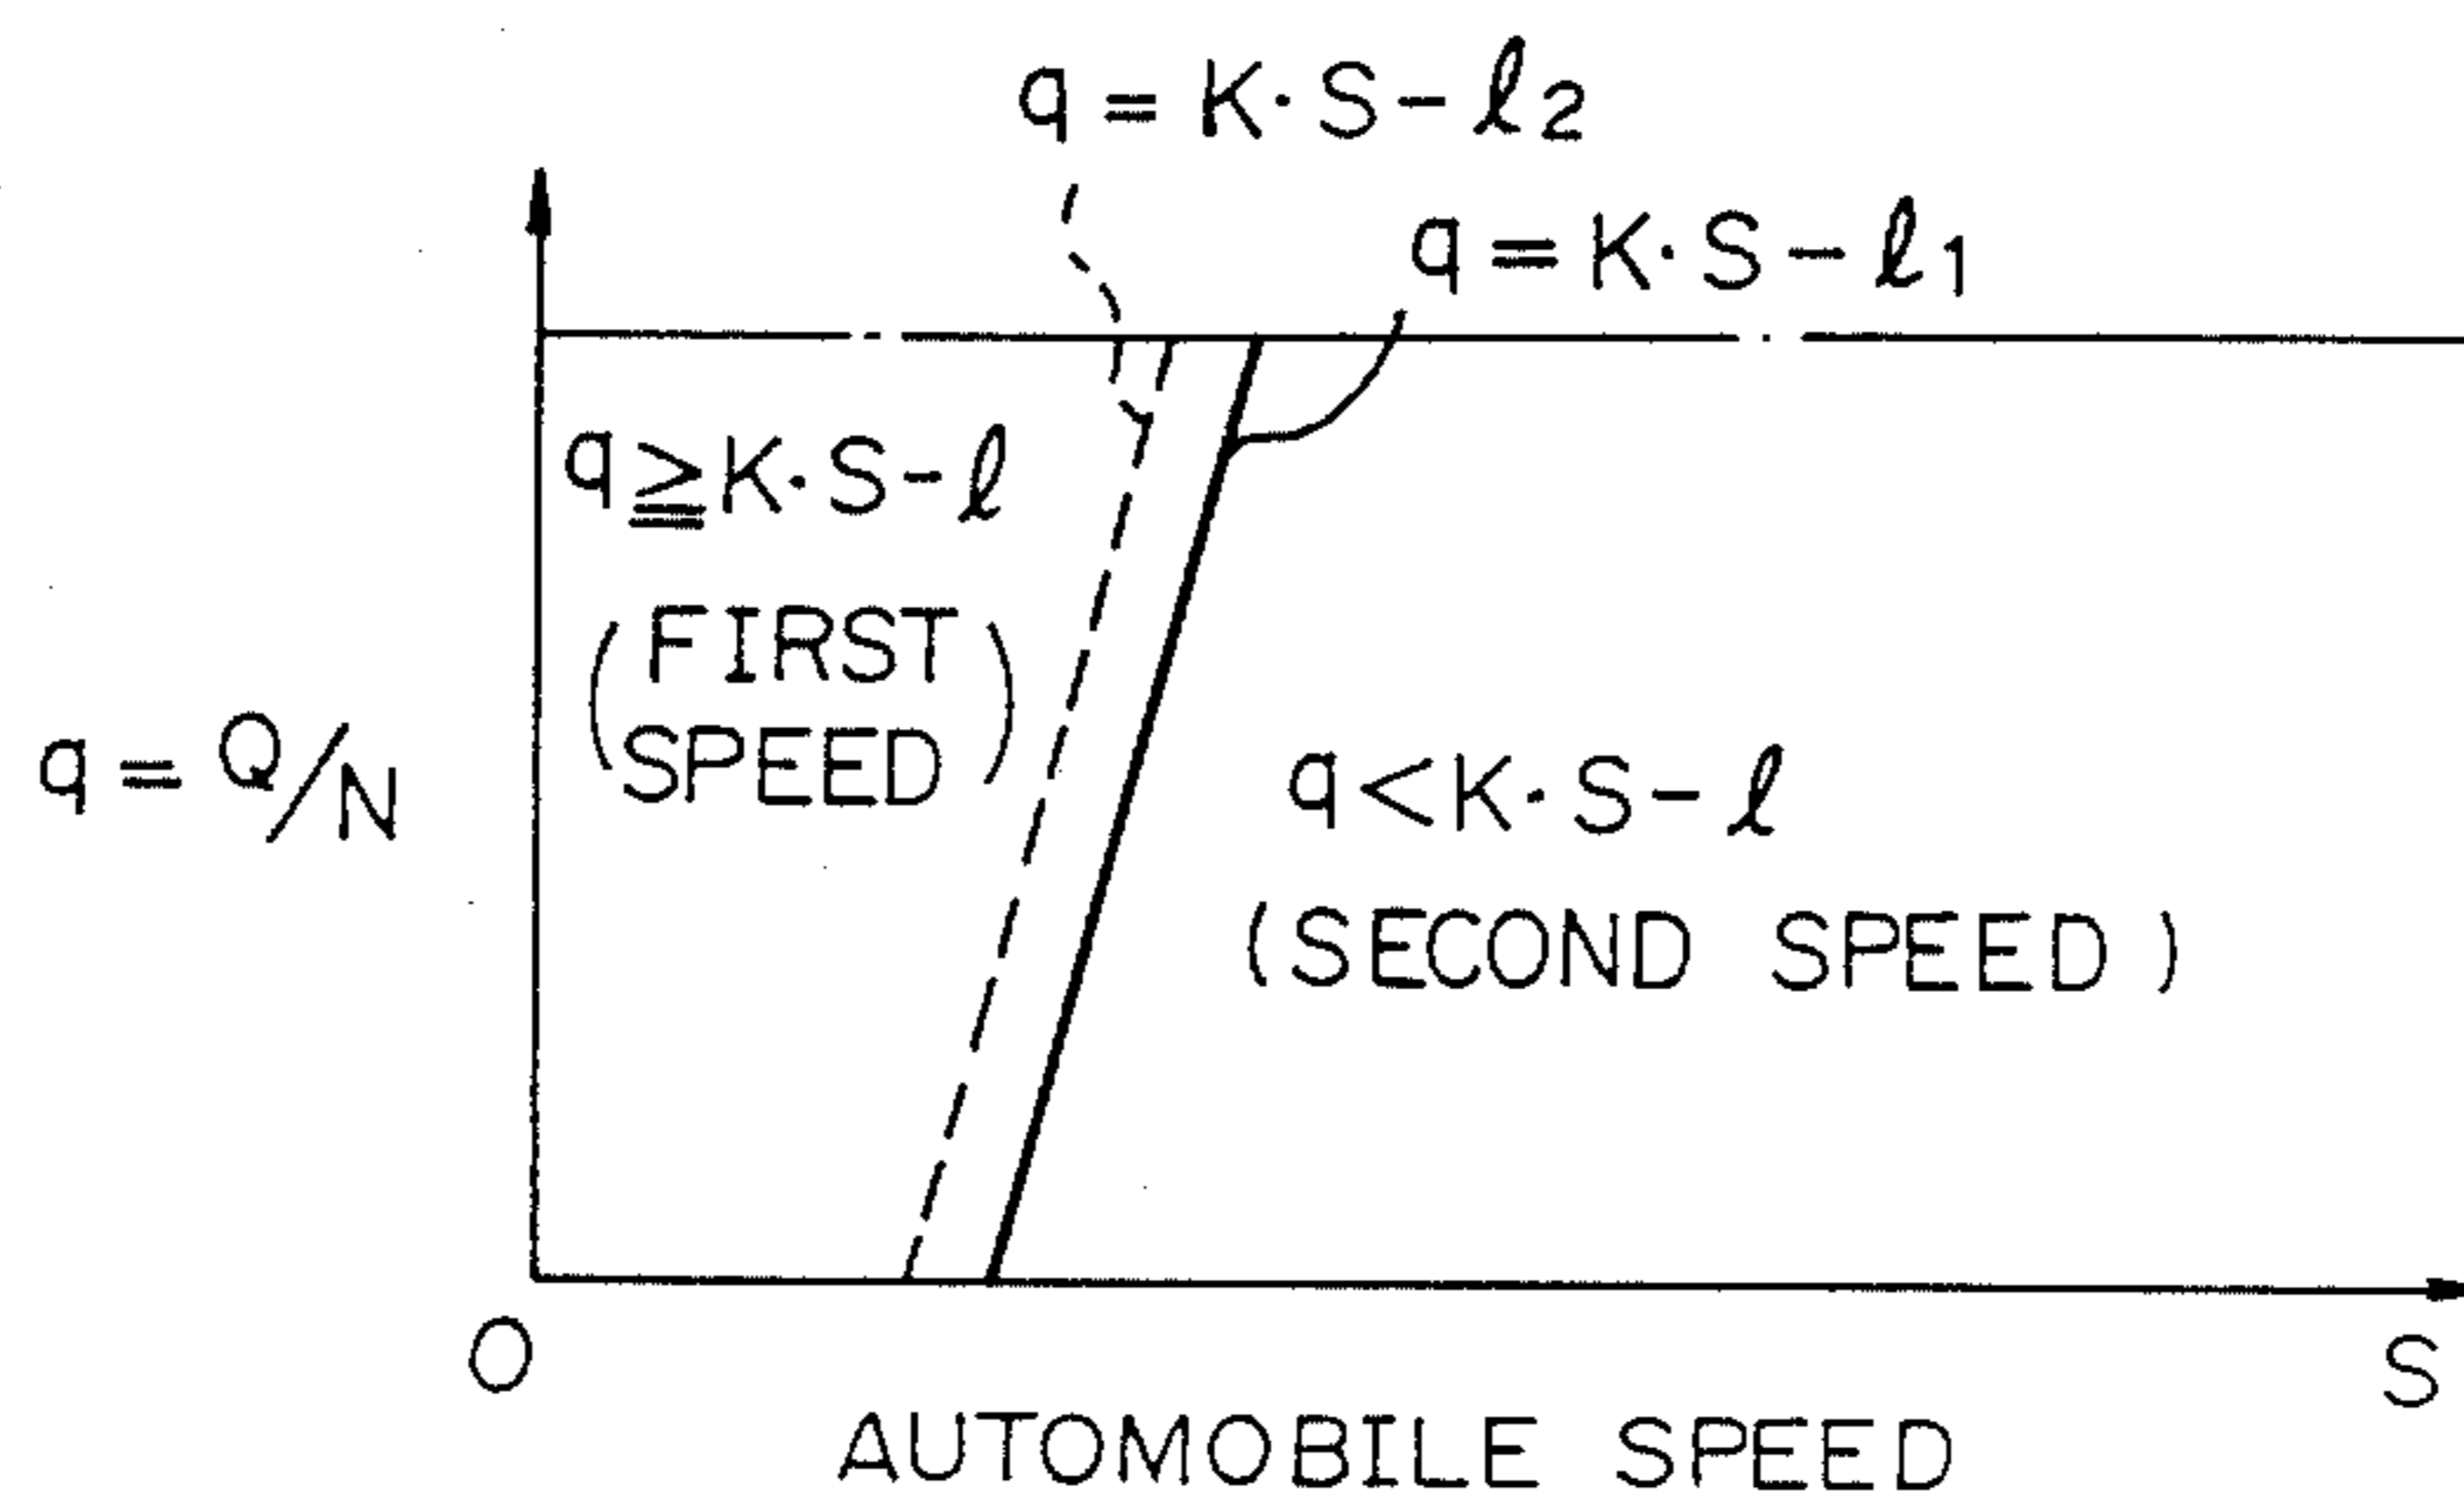 q = K·S-ℓ2
q = K·S-ℓ1
q≧K·S-ℓ
(FIRST
SPEED)
q = Q/N
q<K·S-ℓ
(SECOND SPEED)
O
S
AUTOMOBILE SPEED